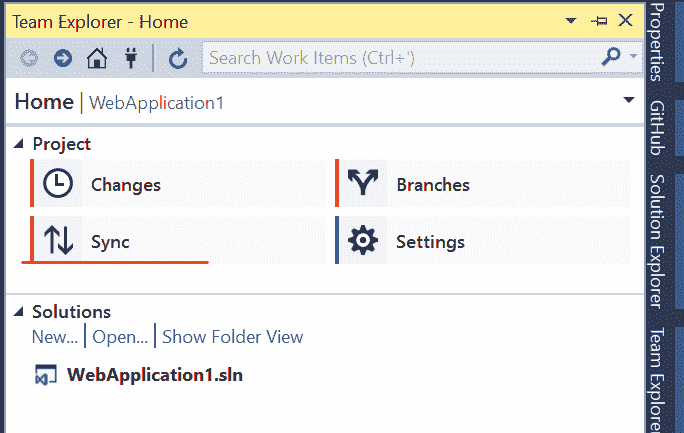 Team Explorer - Home
Search Work Items (Ctrl+')
Home | WebApplication1
Project
Changes
Branches
Sync
Settings
Solutions
New... | Open... | Show Folder View
WebApplication1.sln
Properties
GitHub
Solution Explorer
Team Explorer